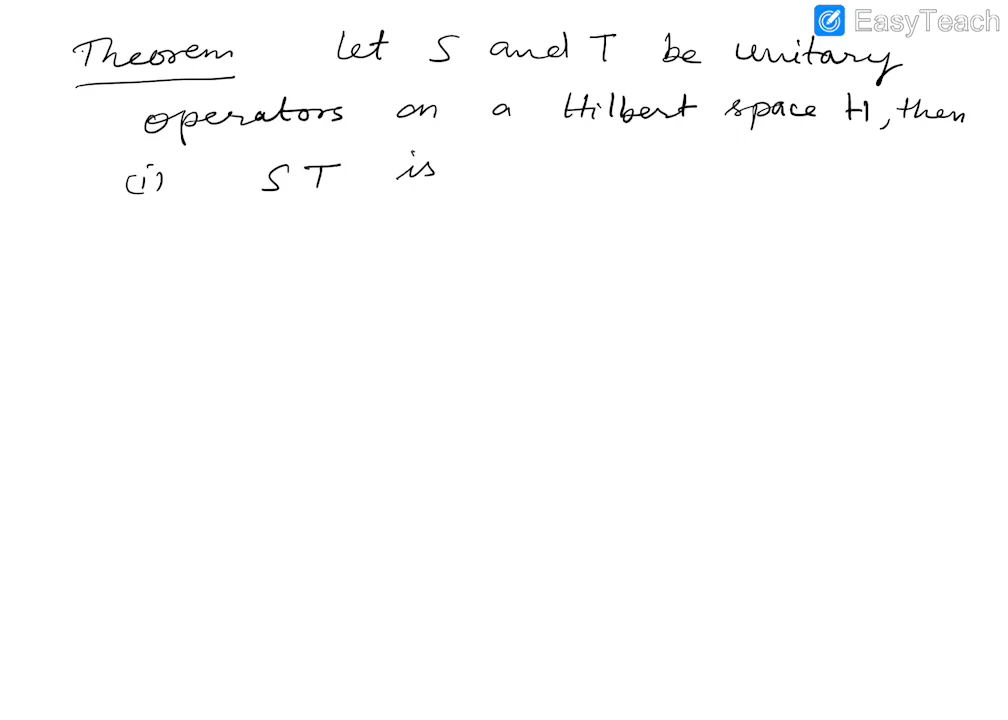 EasyTeach
Theorem Let S and T be unitary
operators on a Hilbert space H, then
(i) ST is